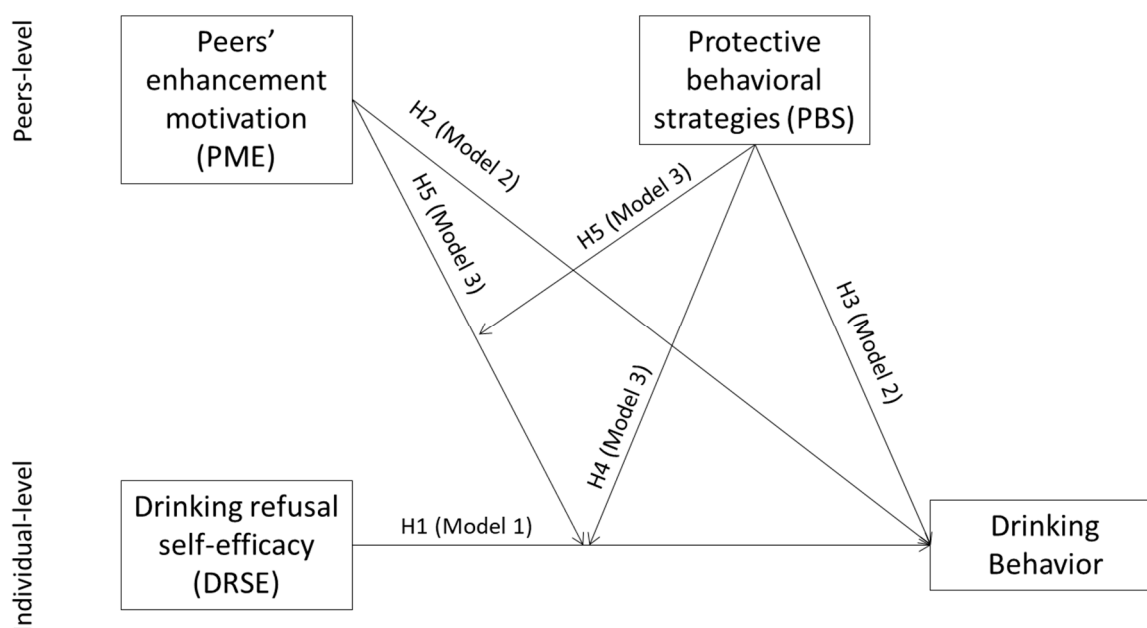 Peers-level
Peers’
enhancement
motivation
(PME)
Protective
behavioral
strategies (PBS)
H2 (Model 2)
H5 (Model 3)
H5 (Model 3)
H3 (Model 2)
H4 (Model 3)
ndividual-level
Drinking refusal
self-efficacy
(DRSE)
H1 (Model 1)
Drinking
Behavior